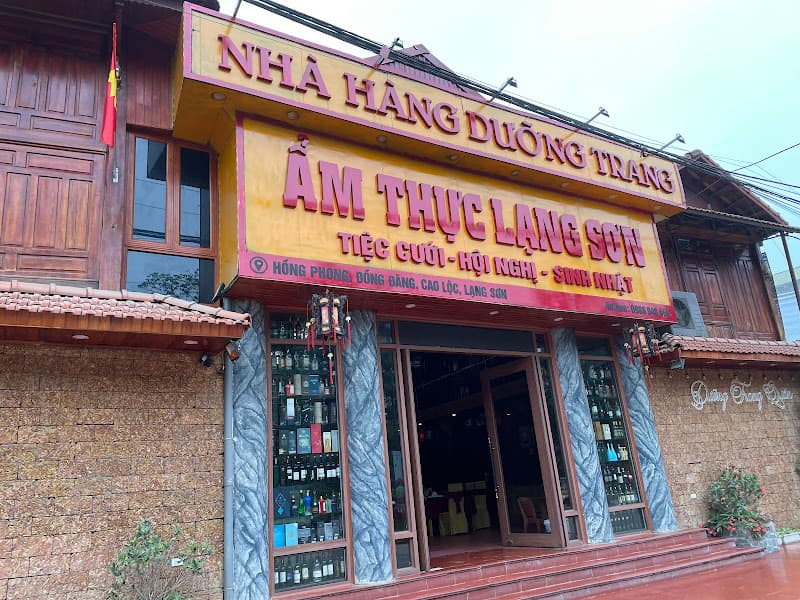 NHÀ HÀNG DƯỠNG TRANG
ẨM THỰC LẠNG SƠN
TIỆC CƯỚI - HỘI NGHỊ - SINH NHẬT
HỒNG PHONG, ĐỒNG ĐĂNG, CAO LỘC, LẠNG SƠN
Dưỡng Trang Quán